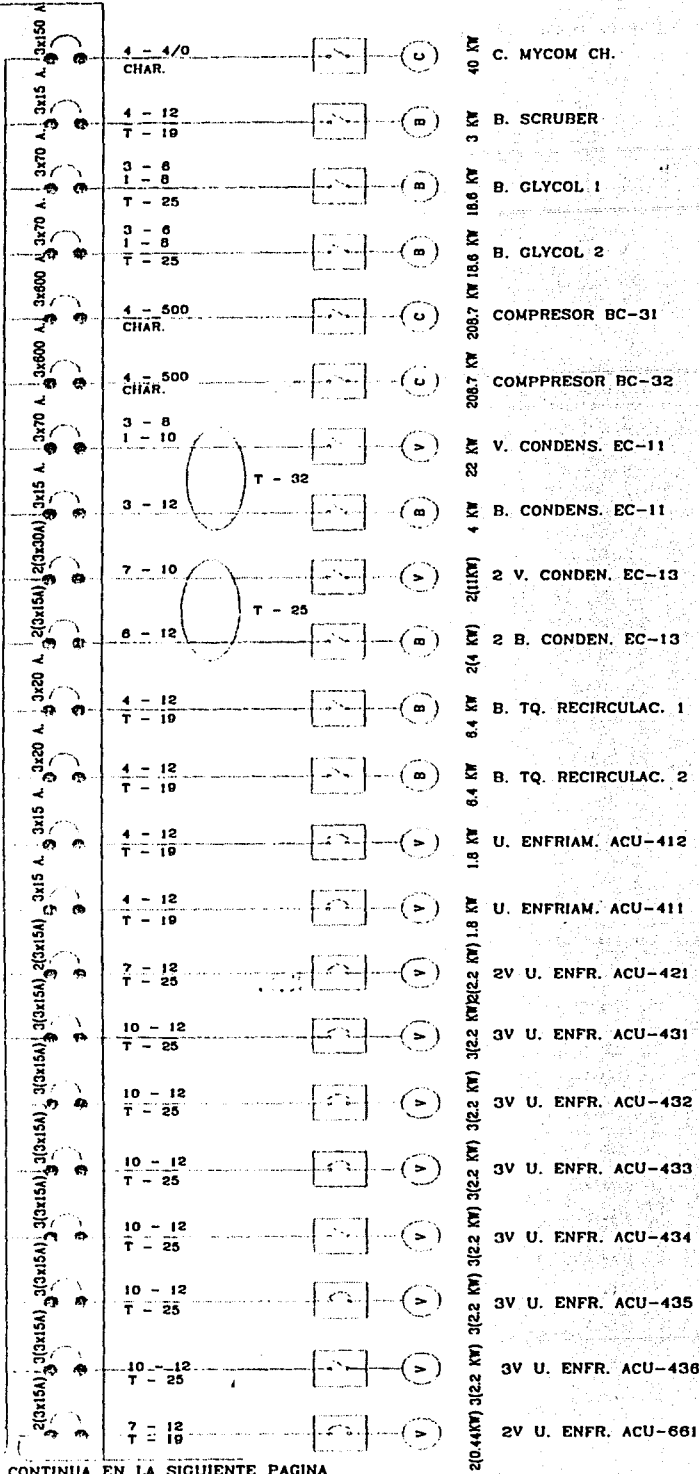 3x150 A. 4 - 4/0 CHAR. C 40 KW C. MYCOM CH.
3x15 A. 4 - 12 T - 19 B 3 KW B. SCRUBER
3x70 A. 3 - 6 1 - 8 T - 25 B 18.6 KW B. GLYCOL 1
3x70 A. 3 - 6 1 - 8 T - 25 B 18.6 KW B. GLYCOL 2
3x600 A. 4 - 500 CHAR. C 208.7 KW COMPRESOR BC-31
3x600 A. 4 - 500 CHAR. C 208.7 KW COMPPRESOR BC-32
3x70 A. 3 - 8 1 - 10 V 22 KW V. CONDENS. EC-11
T - 32
3x15 A. 3 - 12 B 4 KW B. CONDENS. EC-11
2(3x30A) 7 - 10 V 2(11KW) 2 V. CONDEN. EC-13
T - 25
2(3x15A) 6 - 12 B 2(4 KW) 2 B. CONDEN. EC-13
3x20 A. 4 - 12 T - 19 B 6.4 KW B. TQ. RECIRCULAC. 1
3x20 A. 4 - 12 T - 19 B 6.4 KW B. TQ. RECIRCULAC. 2
3x15 A. 4 - 12 T - 19 V 1.8 KW U. ENFRIAM. ACU-412
3x15 A. 4 - 12 T - 19 V 1.8 KW U. ENFRIAM. ACU-411
2(3x15A) 7 - 12 T - 25 V 2(2.2 KW) 2V U. ENFR. ACU-421
3(3x15A) 10 - 12 T - 25 V 3(2.2 KW) 3V U. ENFR. ACU-431
3(3x15A) 10 - 12 T - 25 V 3(2.2 KW) 3V U. ENFR. ACU-432
3(3x15A) 10 - 12 T - 25 V 3(2.2 KW) 3V U. ENFR. ACU-433
3(3x15A) 10 - 12 T - 25 V 3(2.2 KW) 3V U. ENFR. ACU-434
3(3x15A) 10 - 12 T - 25 V 3(2.2 KW) 3V U. ENFR. ACU-435
3(3x15A) 10 - 12 T - 25 V 3(2.2 KW) 3V U. ENFR. ACU-436
2(3x15A) 7 - 12 T - 19 V 2(0.44KW) 2V U. ENFR. ACU-661
CONTINUA EN LA SIGUIENTE PAGINA